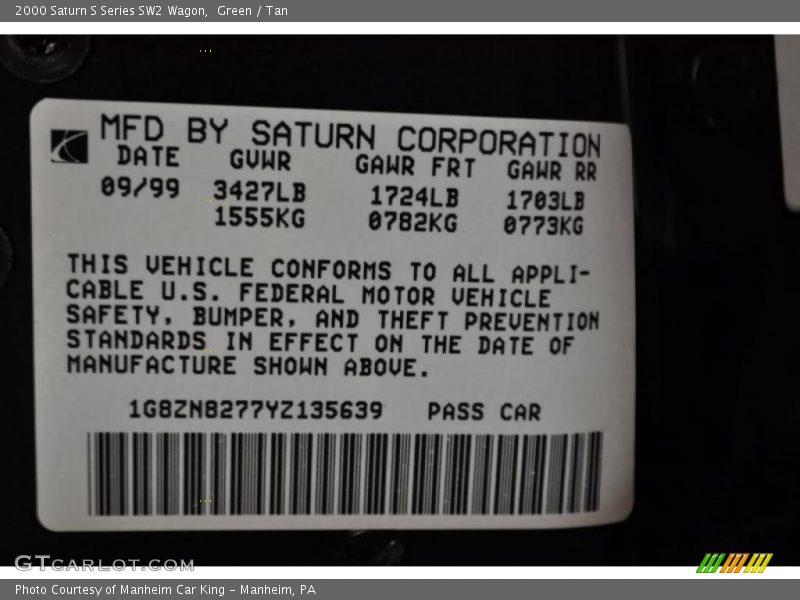 2000 Saturn S Series SW2 Wagon,  Green / Tan
MFD BY SATURN CORPORATION
DATE GVWR GAWR FRT GAWR RR
09/99 3427LB 1724LB 1703LB
1555KG 0782KG 0773KG
THIS VEHICLE CONFORMS TO ALL APPLI-
CABLE U.S. FEDERAL MOTOR VEHICLE
SAFETY, BUMPER, AND THEFT PREVENTION
STANDARDS IN EFFECT ON THE DATE OF
MANUFACTURE SHOWN ABOVE.
1G8ZN8277YZ135639 PASS CAR
GTCARLOT.COM
Photo Courtesy of Manheim Car King - Manheim, PA